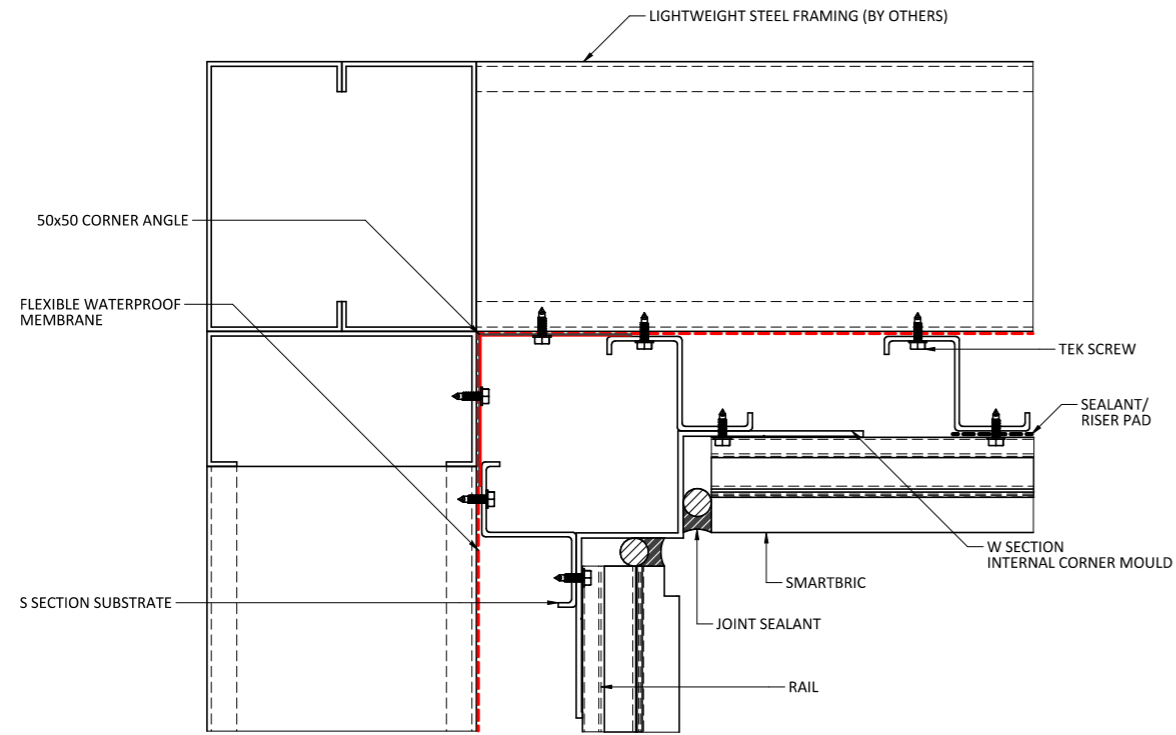 LIGHTWEIGHT STEEL FRAMING (BY OTHERS)
50x50 CORNER ANGLE
FLEXIBLE WATERPROOF
MEMBRANE
TEK SCREW
SEALANT/
RISER PAD
W SECTION
INTERNAL CORNER MOULD
SMARTBRIC
S SECTION SUBSTRATE
JOINT SEALANT
RAIL